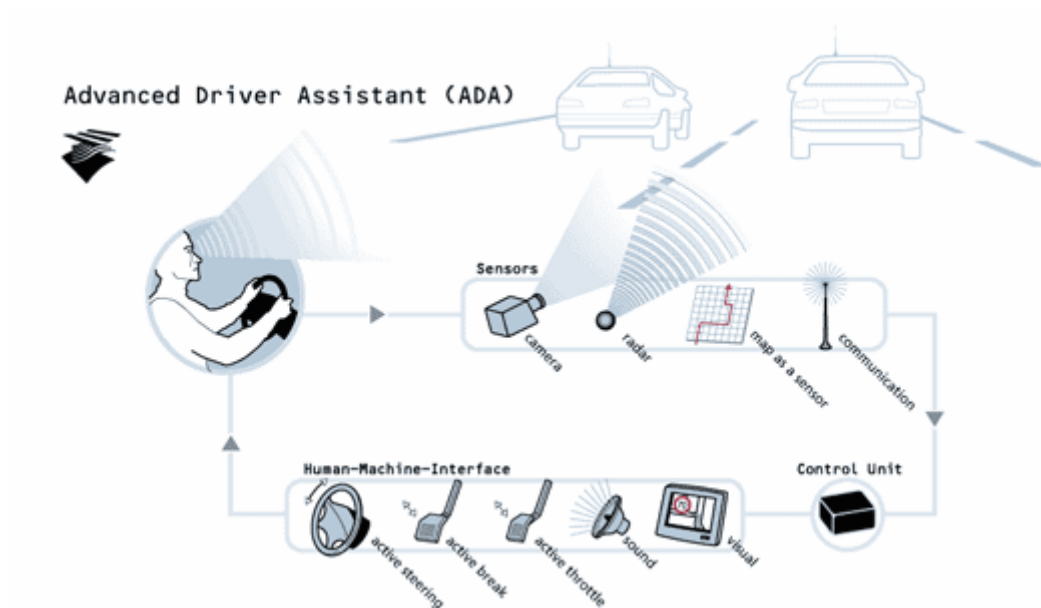 Advanced Driver Assistant (ADA)
Sensors
camera
radar
map as a sensor
communication
Human-Machine-Interface
Control Unit
active steering
active break
active throttle
sound
visual